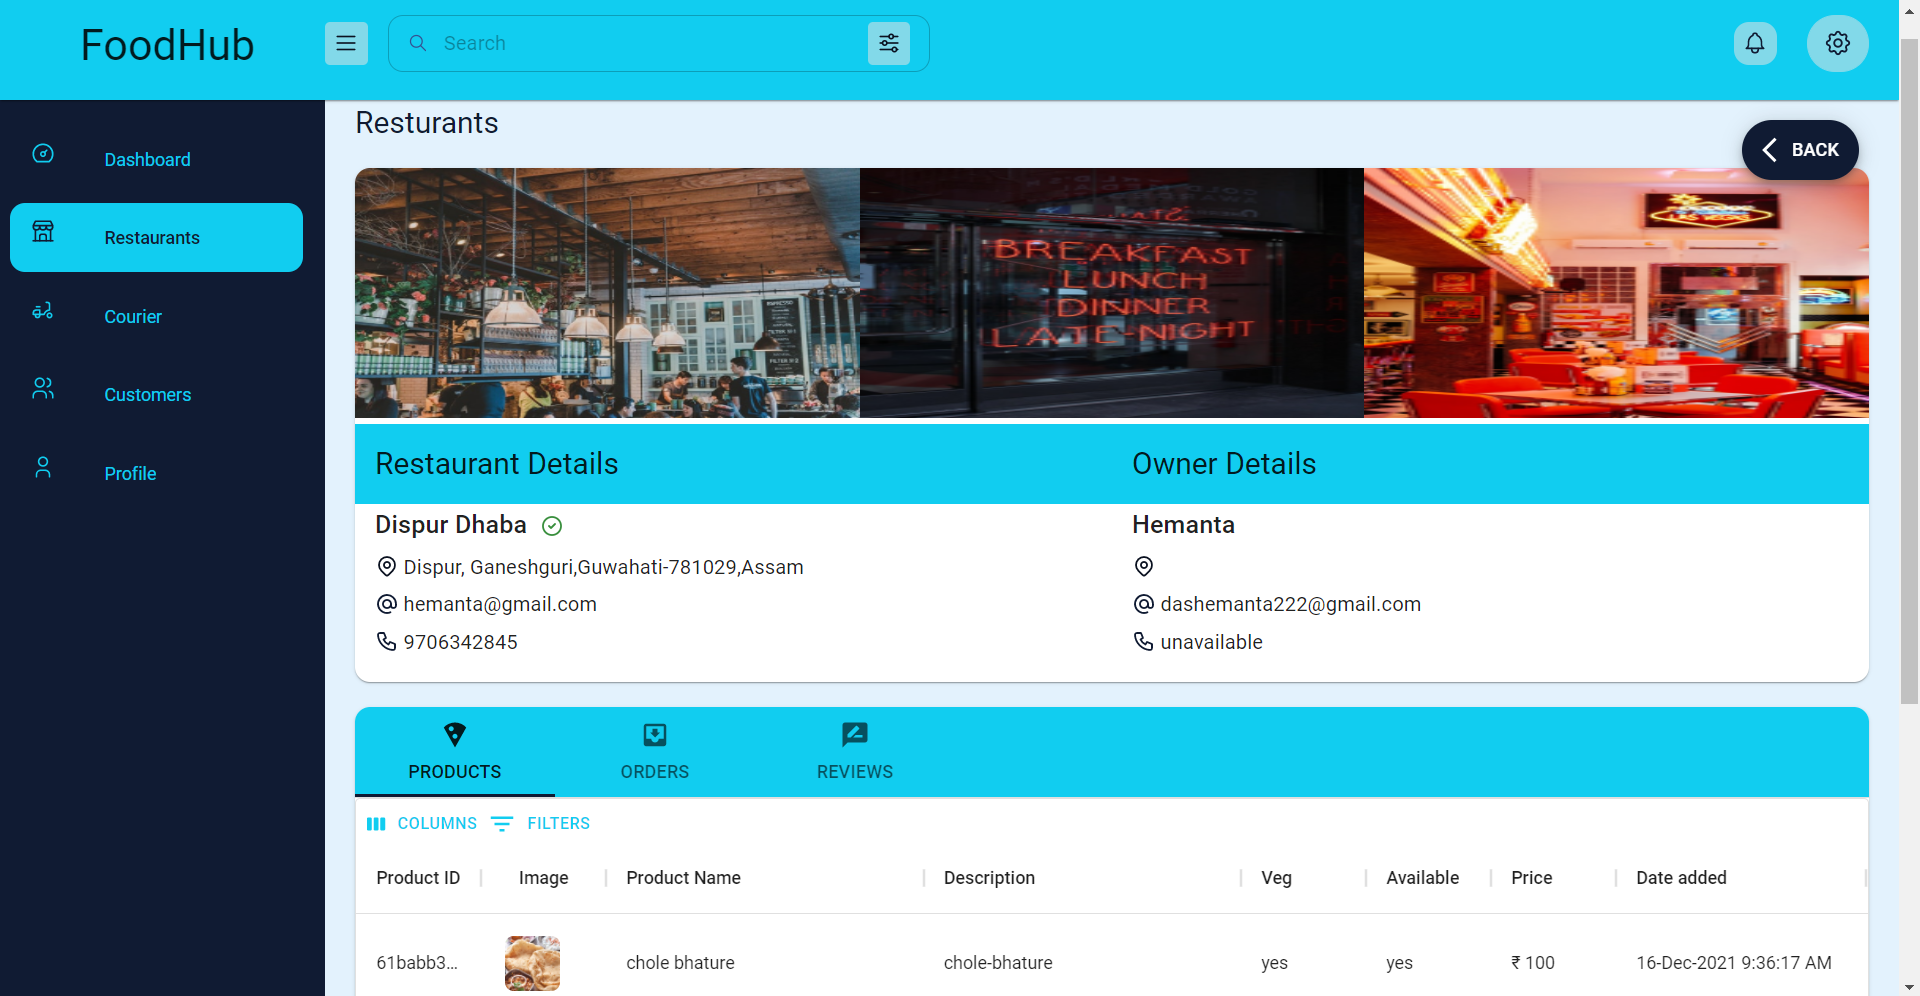 FoodHub
Search
Dashboard
Restaurants
Courier
Customers
Profile
Resturants
BACK
BREAKFAST
LUNCH
DINNER
LATE-NIGHT
Restaurant Details
Owner Details
Dispur Dhaba
Dispur, Ganeshguri,Guwahati-781029,Assam
hemanta@gmail.com
9706342845
Hemanta
dashemanta222@gmail.com
unavailable
PRODUCTS
ORDERS
REVIEWS
COLUMNS FILTERS
Product ID Image Product Name Description Veg Available Price Date added
61babb3... chole bhature chole-bhature yes yes ₹ 100 16-Dec-2021 9:36:17 AM